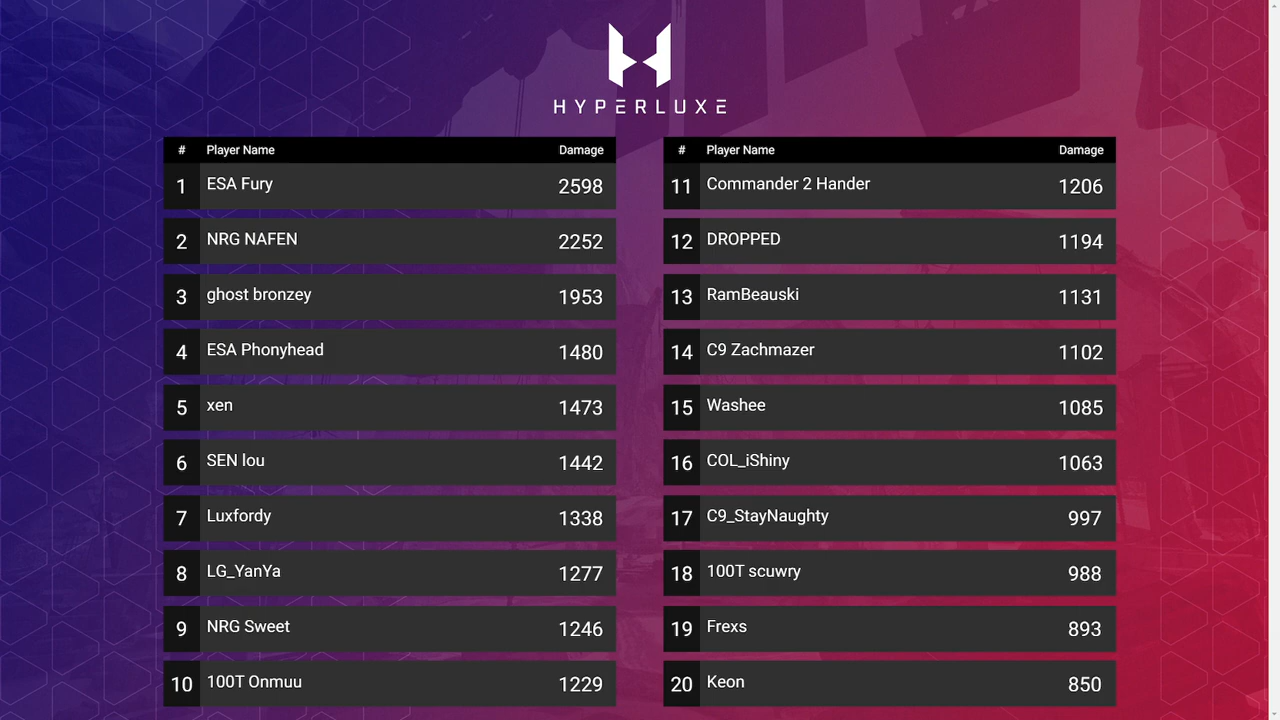 HYPERLUXE
# Player Name Damage
1 ESA Fury 2598
2 NRG NAFEN 2252
3 ghost bronzey 1953
4 ESA Phonyhead 1480
5 xen 1473
6 SEN lou 1442
7 Luxfordy 1338
8 LG_YanYa 1277
9 NRG Sweet 1246
10 100T Onmuu 1229
# Player Name Damage
11 Commander 2 Hander 1206
12 DROPPED 1194
13 RamBeauski 1131
14 C9 Zachmazer 1102
15 Washee 1085
16 COL_iShiny 1063
17 C9_StayNaughty 997
18 100T scuwry 988
19 Frexs 893
20 Keon 850